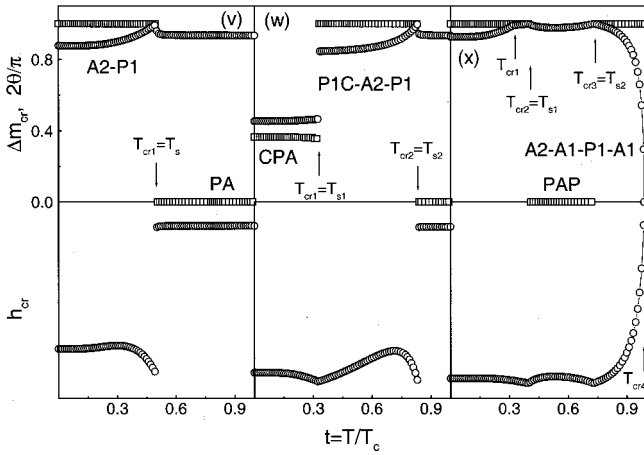 Δm_cr, 2θ/π
h_cr
0.8
0.4
0.0
(v)
A2-P1
T_cr1=T_s
PA
(w)
P1C-A2-P1
CPA
T_cr1=T_s1
T_cr2=T_s2
(x)
T_cr1
T_cr2=T_s1
T_cr3=T_s2
A2-A1-P1-A1
PAP
T_cr4
0.3 0.6 0.9 0.3 0.6 0.9 0.3 0.6 0.9
t=T/T_c